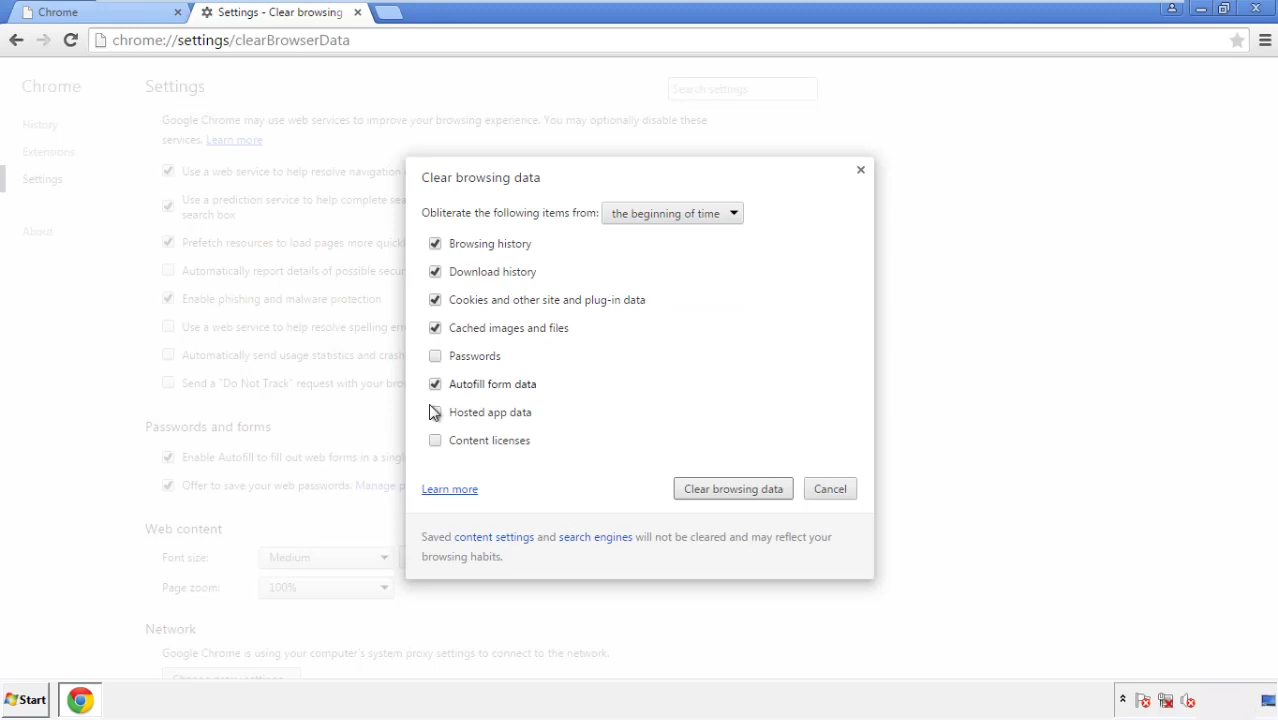 Chrome
Settings - Clear browsing
chrome://settings/clearBrowserData
Chrome
History
Extensions
Settings
About
Settings
Search settings
Google Chrome may use web services to improve your browsing experience. You may optionally disable these
services. Learn more
Use a web service to help resolve navigation
Use a prediction service to help complete sea
search box
Prefetch resources to load pages more quick
Automatically report details of possible secu
Enable phishing and malware protection
Use a web service to help resolve spelling er
Automatically send usage statistics and crash
Send a "Do Not Track" request with your bro
Passwords and forms
Enable Autofill to fill out web forms in a sing
Offer to save your web passwords. Manage p
Web content
Font size:
Medium
Page zoom:
100%
Network
Google Chrome is using your computer's system proxy settings to connect to the network.
Clear browsing data
Obliterate the following items from:
the beginning of time
Browsing history
Download history
Cookies and other site and plug-in data
Cached images and files
Passwords
Autofill form data
Hosted app data
Content licenses
Learn more
Clear browsing data
Cancel
Saved content settings and search engines will not be cleared and may reflect your
browsing habits.
Start